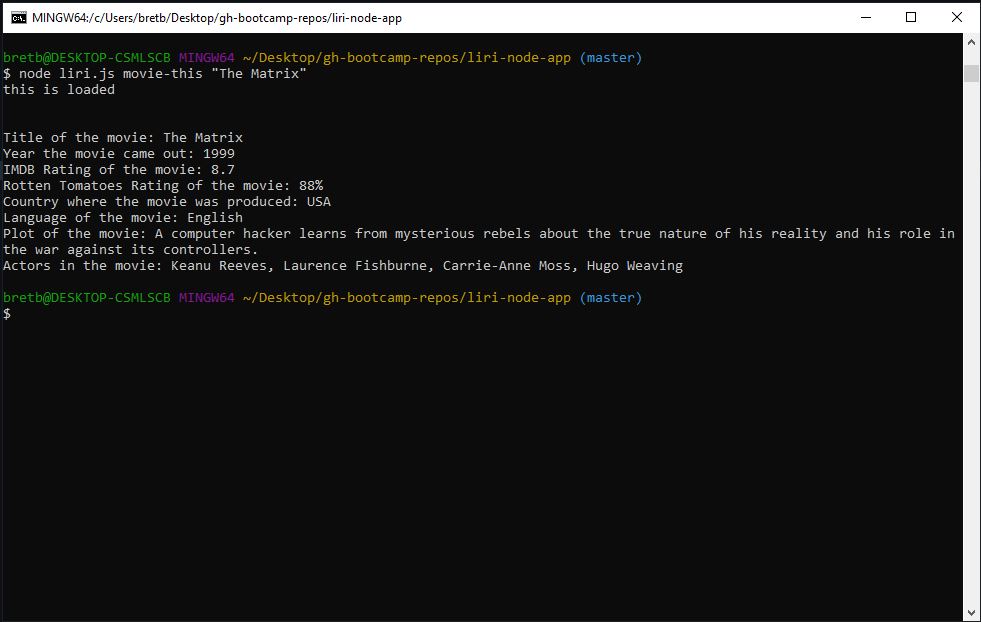 MINGW64:/c/Users/bretb/Desktop/gh-bootcamp-repos/liri-node-app
bretb@DESKTOP-CSMLSCB MINGW64 ~/Desktop/gh-bootcamp-repos/liri-node-app (master)
$ node liri.js movie-this "The Matrix"
this is loaded
Title of the movie: The Matrix
Year the movie came out: 1999
IMDB Rating of the movie: 8.7
Rotten Tomatoes Rating of the movie: 88%
Country where the movie was produced: USA
Language of the movie: English
Plot of the movie: A computer hacker learns from mysterious rebels about the true nature of his reality and his role in
the war against its controllers.
Actors in the movie: Keanu Reeves, Laurence Fishburne, Carrie-Anne Moss, Hugo Weaving
bretb@DESKTOP-CSMLSCB MINGW64 ~/Desktop/gh-bootcamp-repos/liri-node-app (master)
$